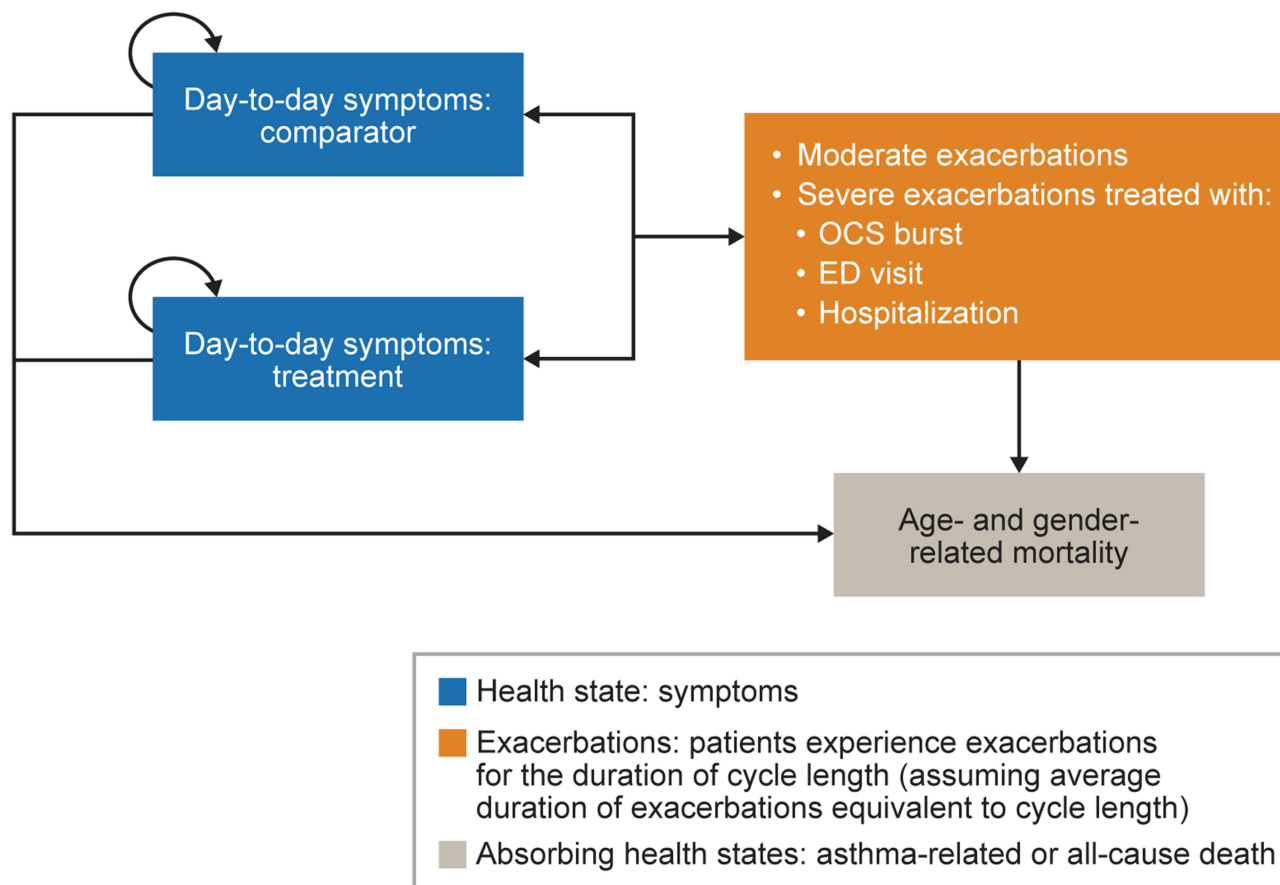 Day-to-day symptoms:
comparator
• Moderate exacerbations
• Severe exacerbations treated with:
• OCS burst
• ED visit
• Hospitalization
Day-to-day symptoms:
treatment
Age- and gender-
related mortality
Health state: symptoms
Exacerbations: patients experience exacerbations
for the duration of cycle length (assuming average
duration of exacerbations equivalent to cycle length)
Absorbing health states: asthma-related or all-cause death